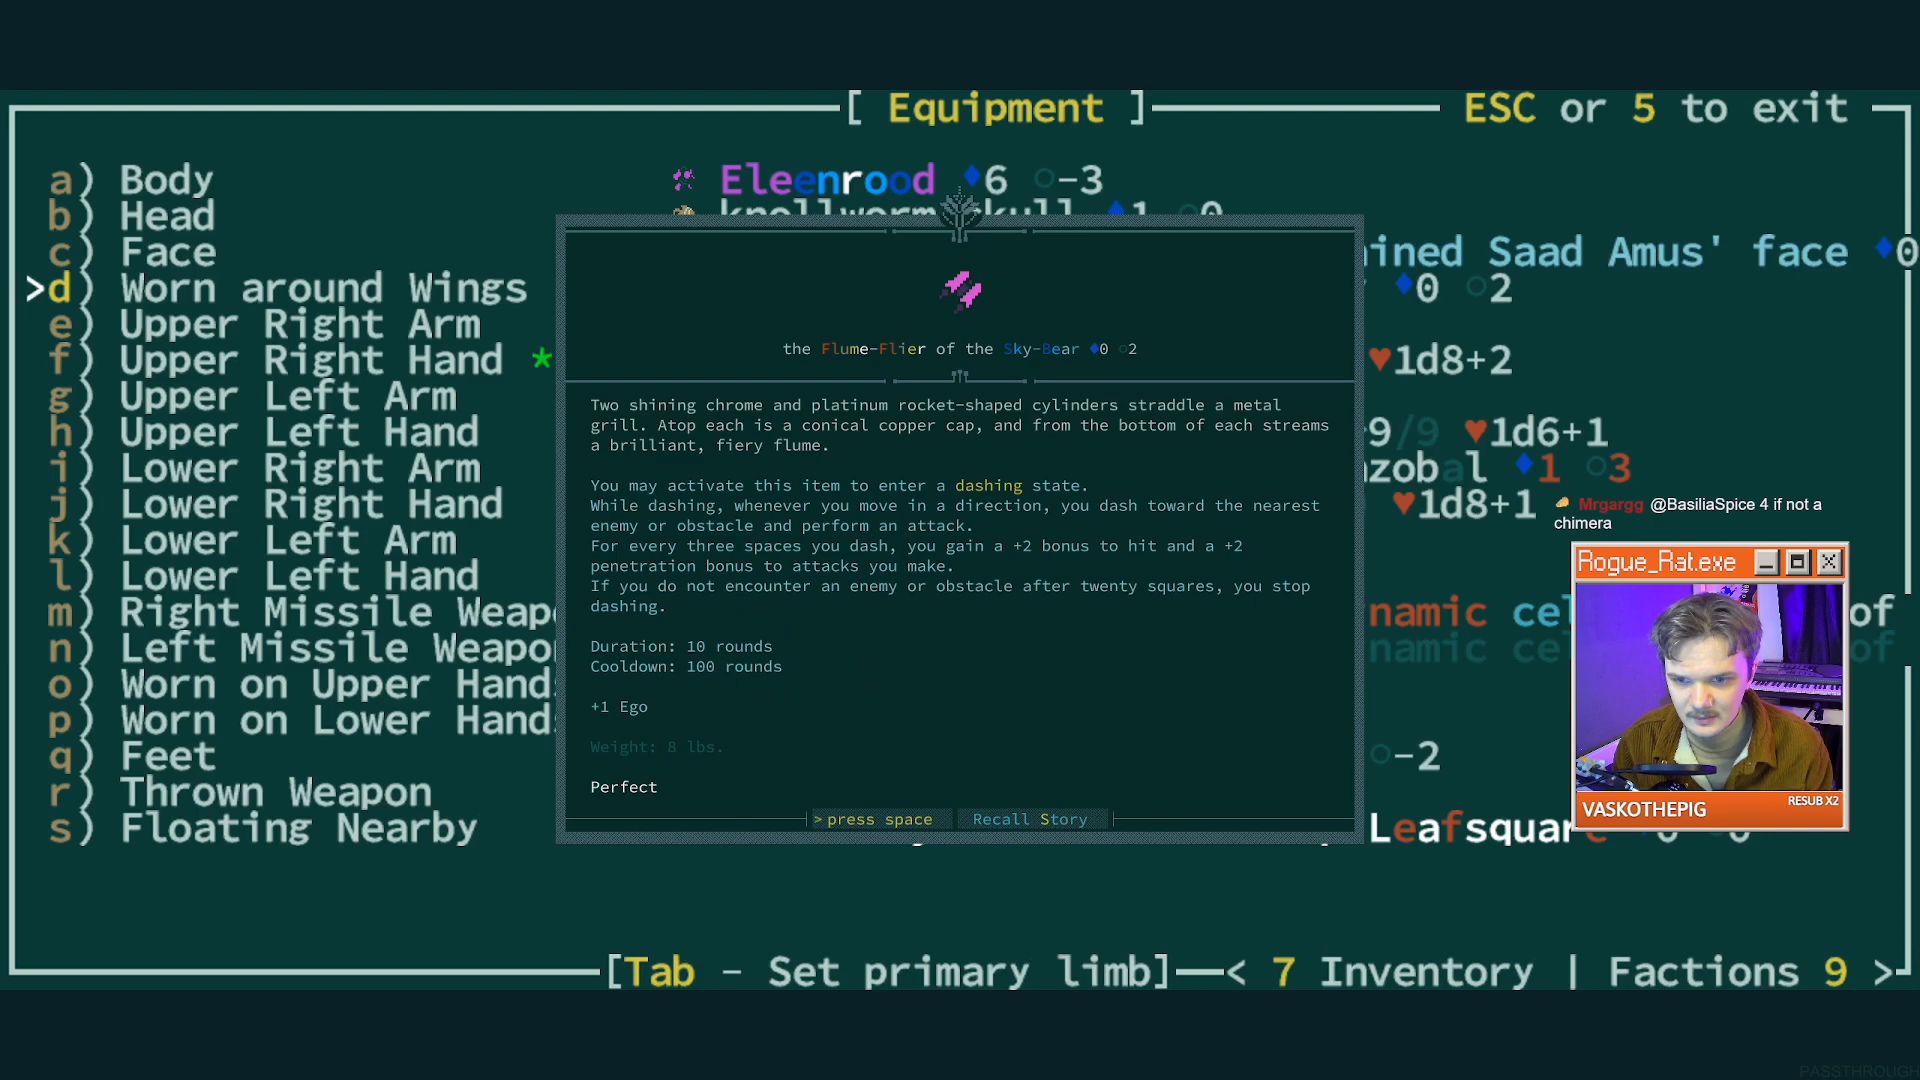 [ Equipment ]
ESC or 5 to exit
a) Body
Eleenrood ♦6 ○-3
b) Head
knollworm skull ♦1 ○0
c) Face
ined Saad Amus' face ♦0
>d) Worn around Wings
♦0 ○2
e) Upper Right Arm
f) Upper Right Hand *
♥1d8+2
g) Upper Left Arm
h) Upper Left Hand
9/9 ♥1d6+1
i) Lower Right Arm
zobal ♦1 ○3
j) Lower Right Hand
♥1d8+1
k) Lower Left Arm
l) Lower Left Hand
m) Right Missile Weapo
namic cel
of
n) Left Missile Weapo
namic ce
of
o) Worn on Upper Hand
p) Worn on Lower Hand
q) Feet
○-2
r) Thrown Weapon
s) Floating Nearby
Leafsquare
the Flume-Flier of the Sky-Bear ♦0 ○2
Two shining chrome and platinum rocket-shaped cylinders straddle a metal
grill. Atop each is a conical copper cap, and from the bottom of each streams
a brilliant, fiery flume.
You may activate this item to enter a dashing state.
While dashing, whenever you move in a direction, you dash toward the nearest
enemy or obstacle and perform an attack.
For every three spaces you dash, you gain a +2 bonus to hit and a +2
penetration bonus to attacks you make.
If you do not encounter an enemy or obstacle after twenty squares, you stop
dashing.
Duration: 10 rounds
Cooldown: 100 rounds
+1 Ego
Weight: 8 lbs.
Perfect
>press space
Recall Story
Mrgargg @BasiliaSpice 4 if not a
chimera
Rogue_Rat.exe
VASKOTHEPIG
RESUB X2
[Tab - Set primary limb]
< 7 Inventory | Factions 9 >
PASSTHROUGH